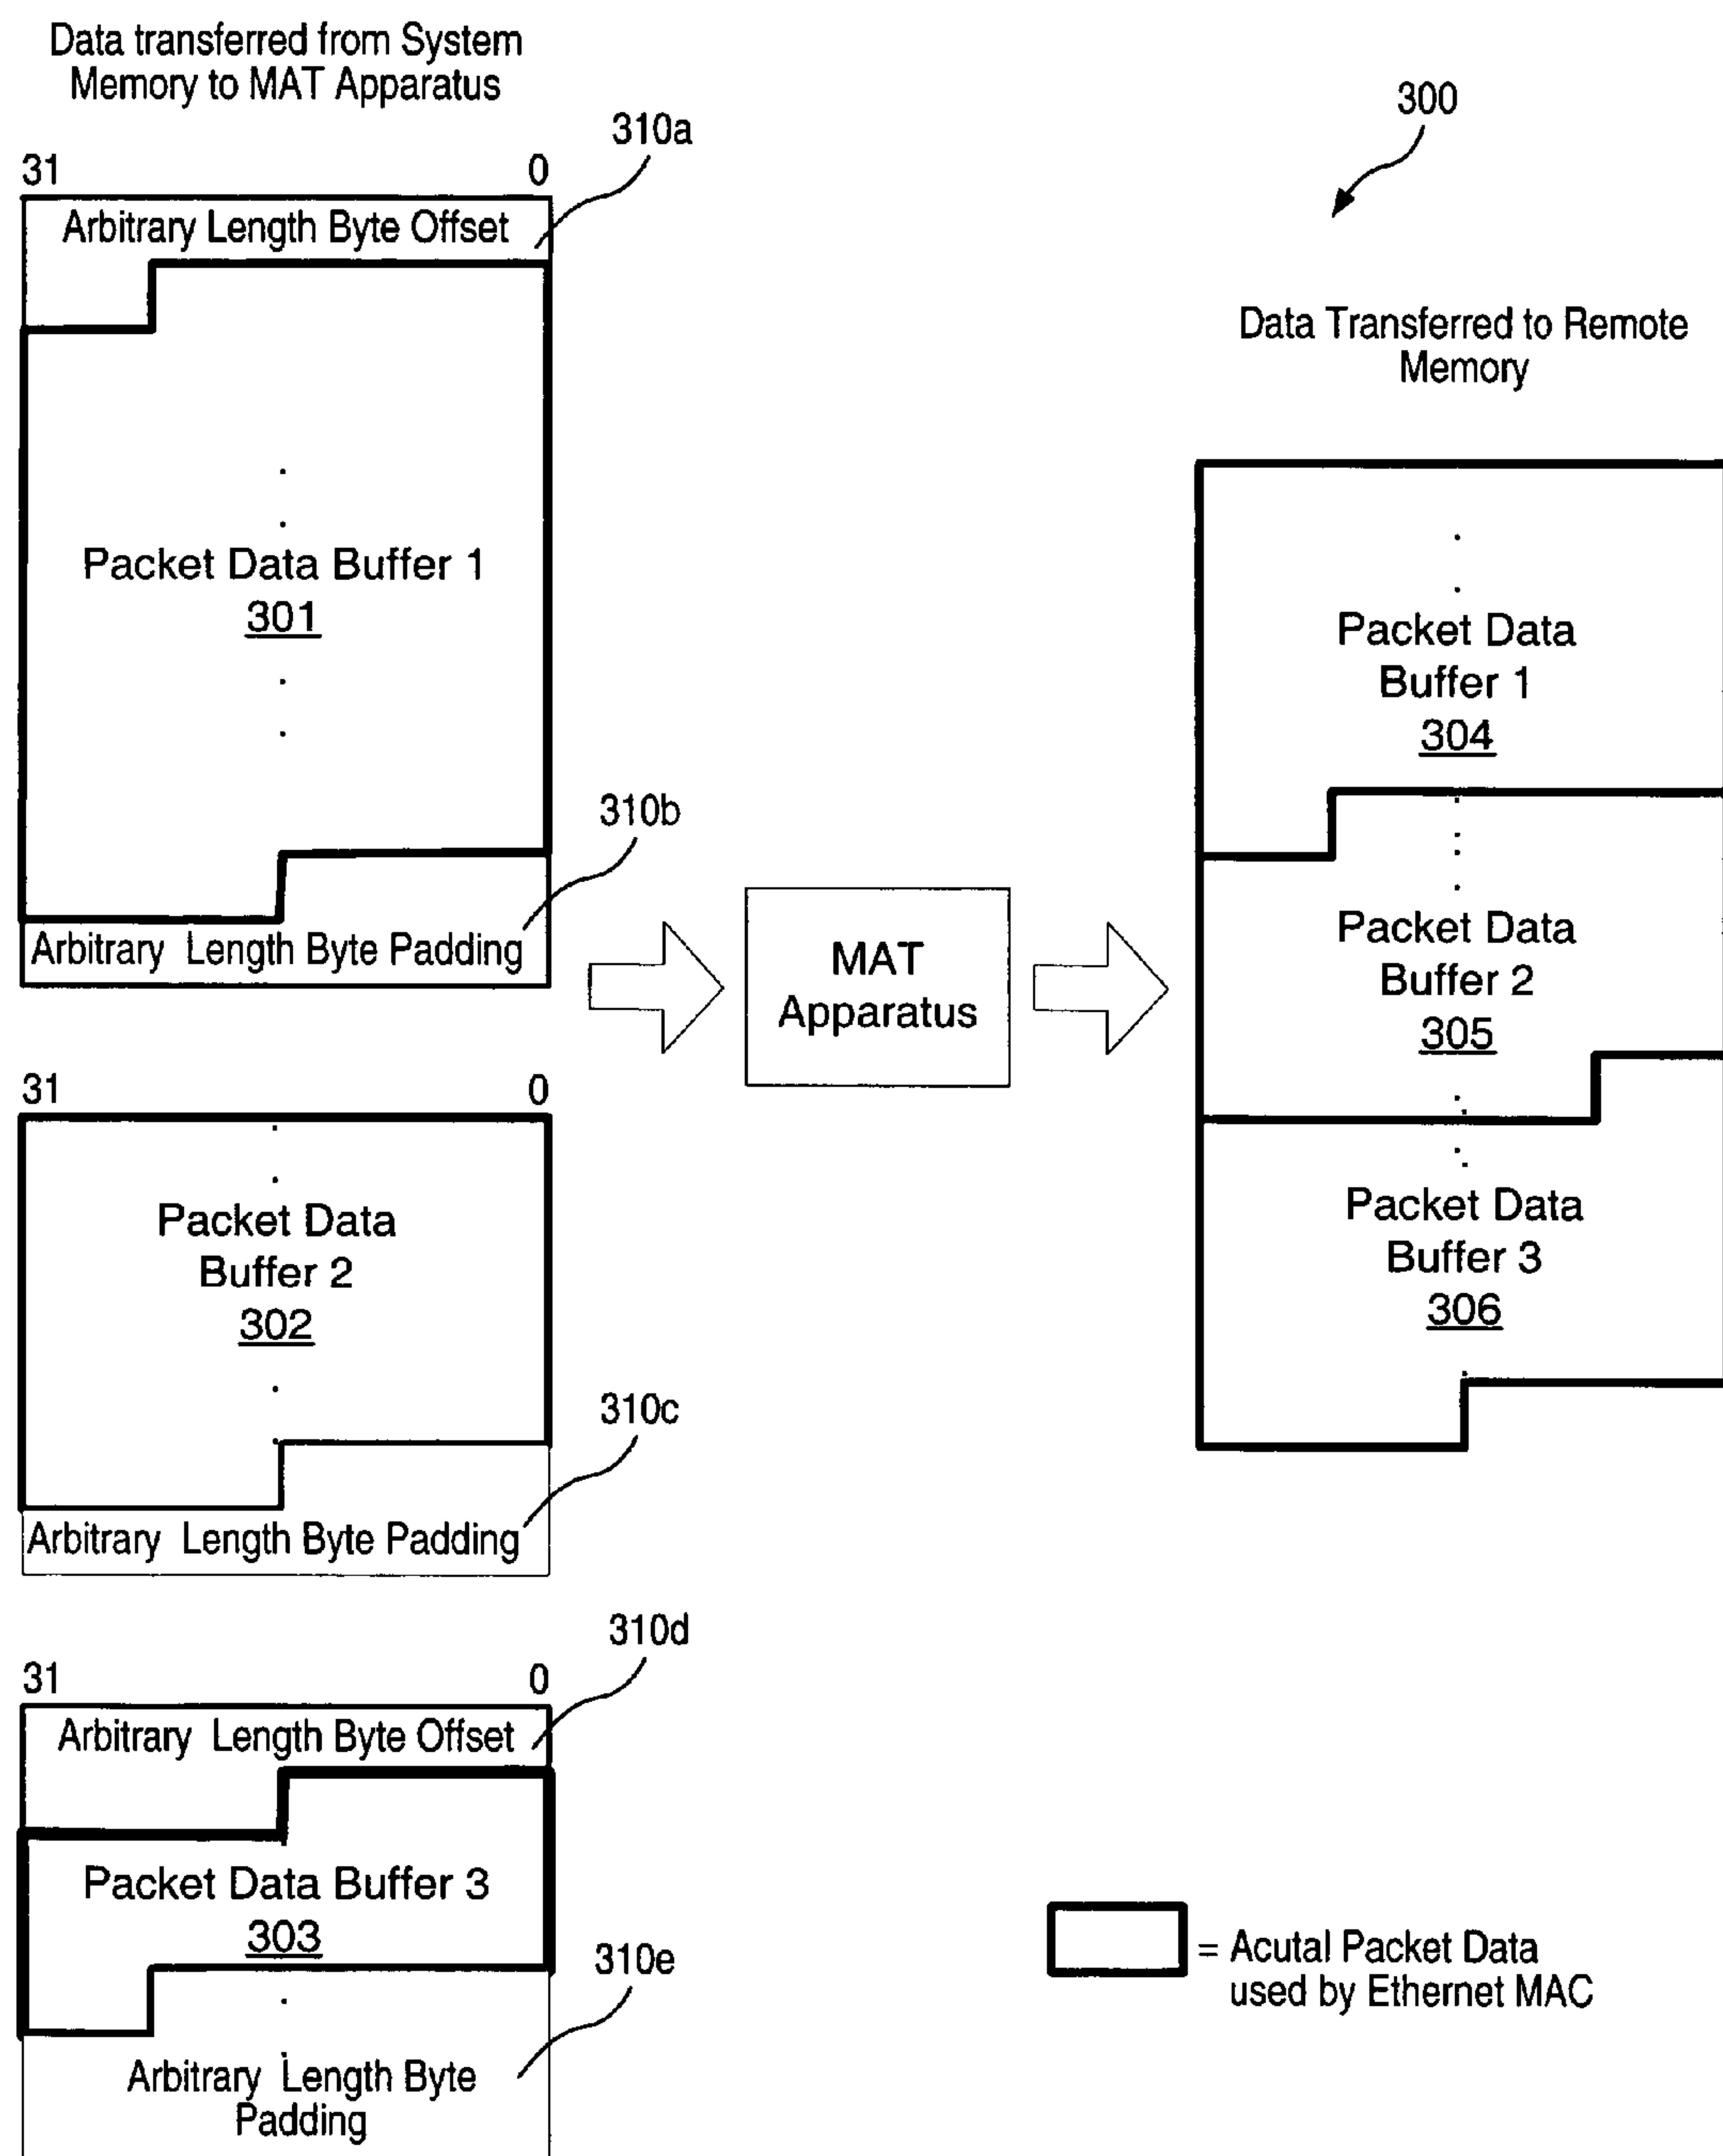 Data transferred from System
Memory to MAT Apparatus
310a
31 0
Arbitrary Length Byte Offset
Packet Data Buffer 1
301
310b
Arbitrary Length Byte Padding
31 0
Packet Data
Buffer 2
302
310c
Arbitrary Length Byte Padding
310d
31 0
Arbitrary Length Byte Offset
Packet Data Buffer 3
303
310e
Arbitrary Length Byte
Padding
MAT
Apparatus
300
Data Transferred to Remote
Memory
Packet Data
Buffer 1
304
Packet Data
Buffer 2
305
Packet Data
Buffer 3
306
= Acutal Packet Data
used by Ethernet MAC